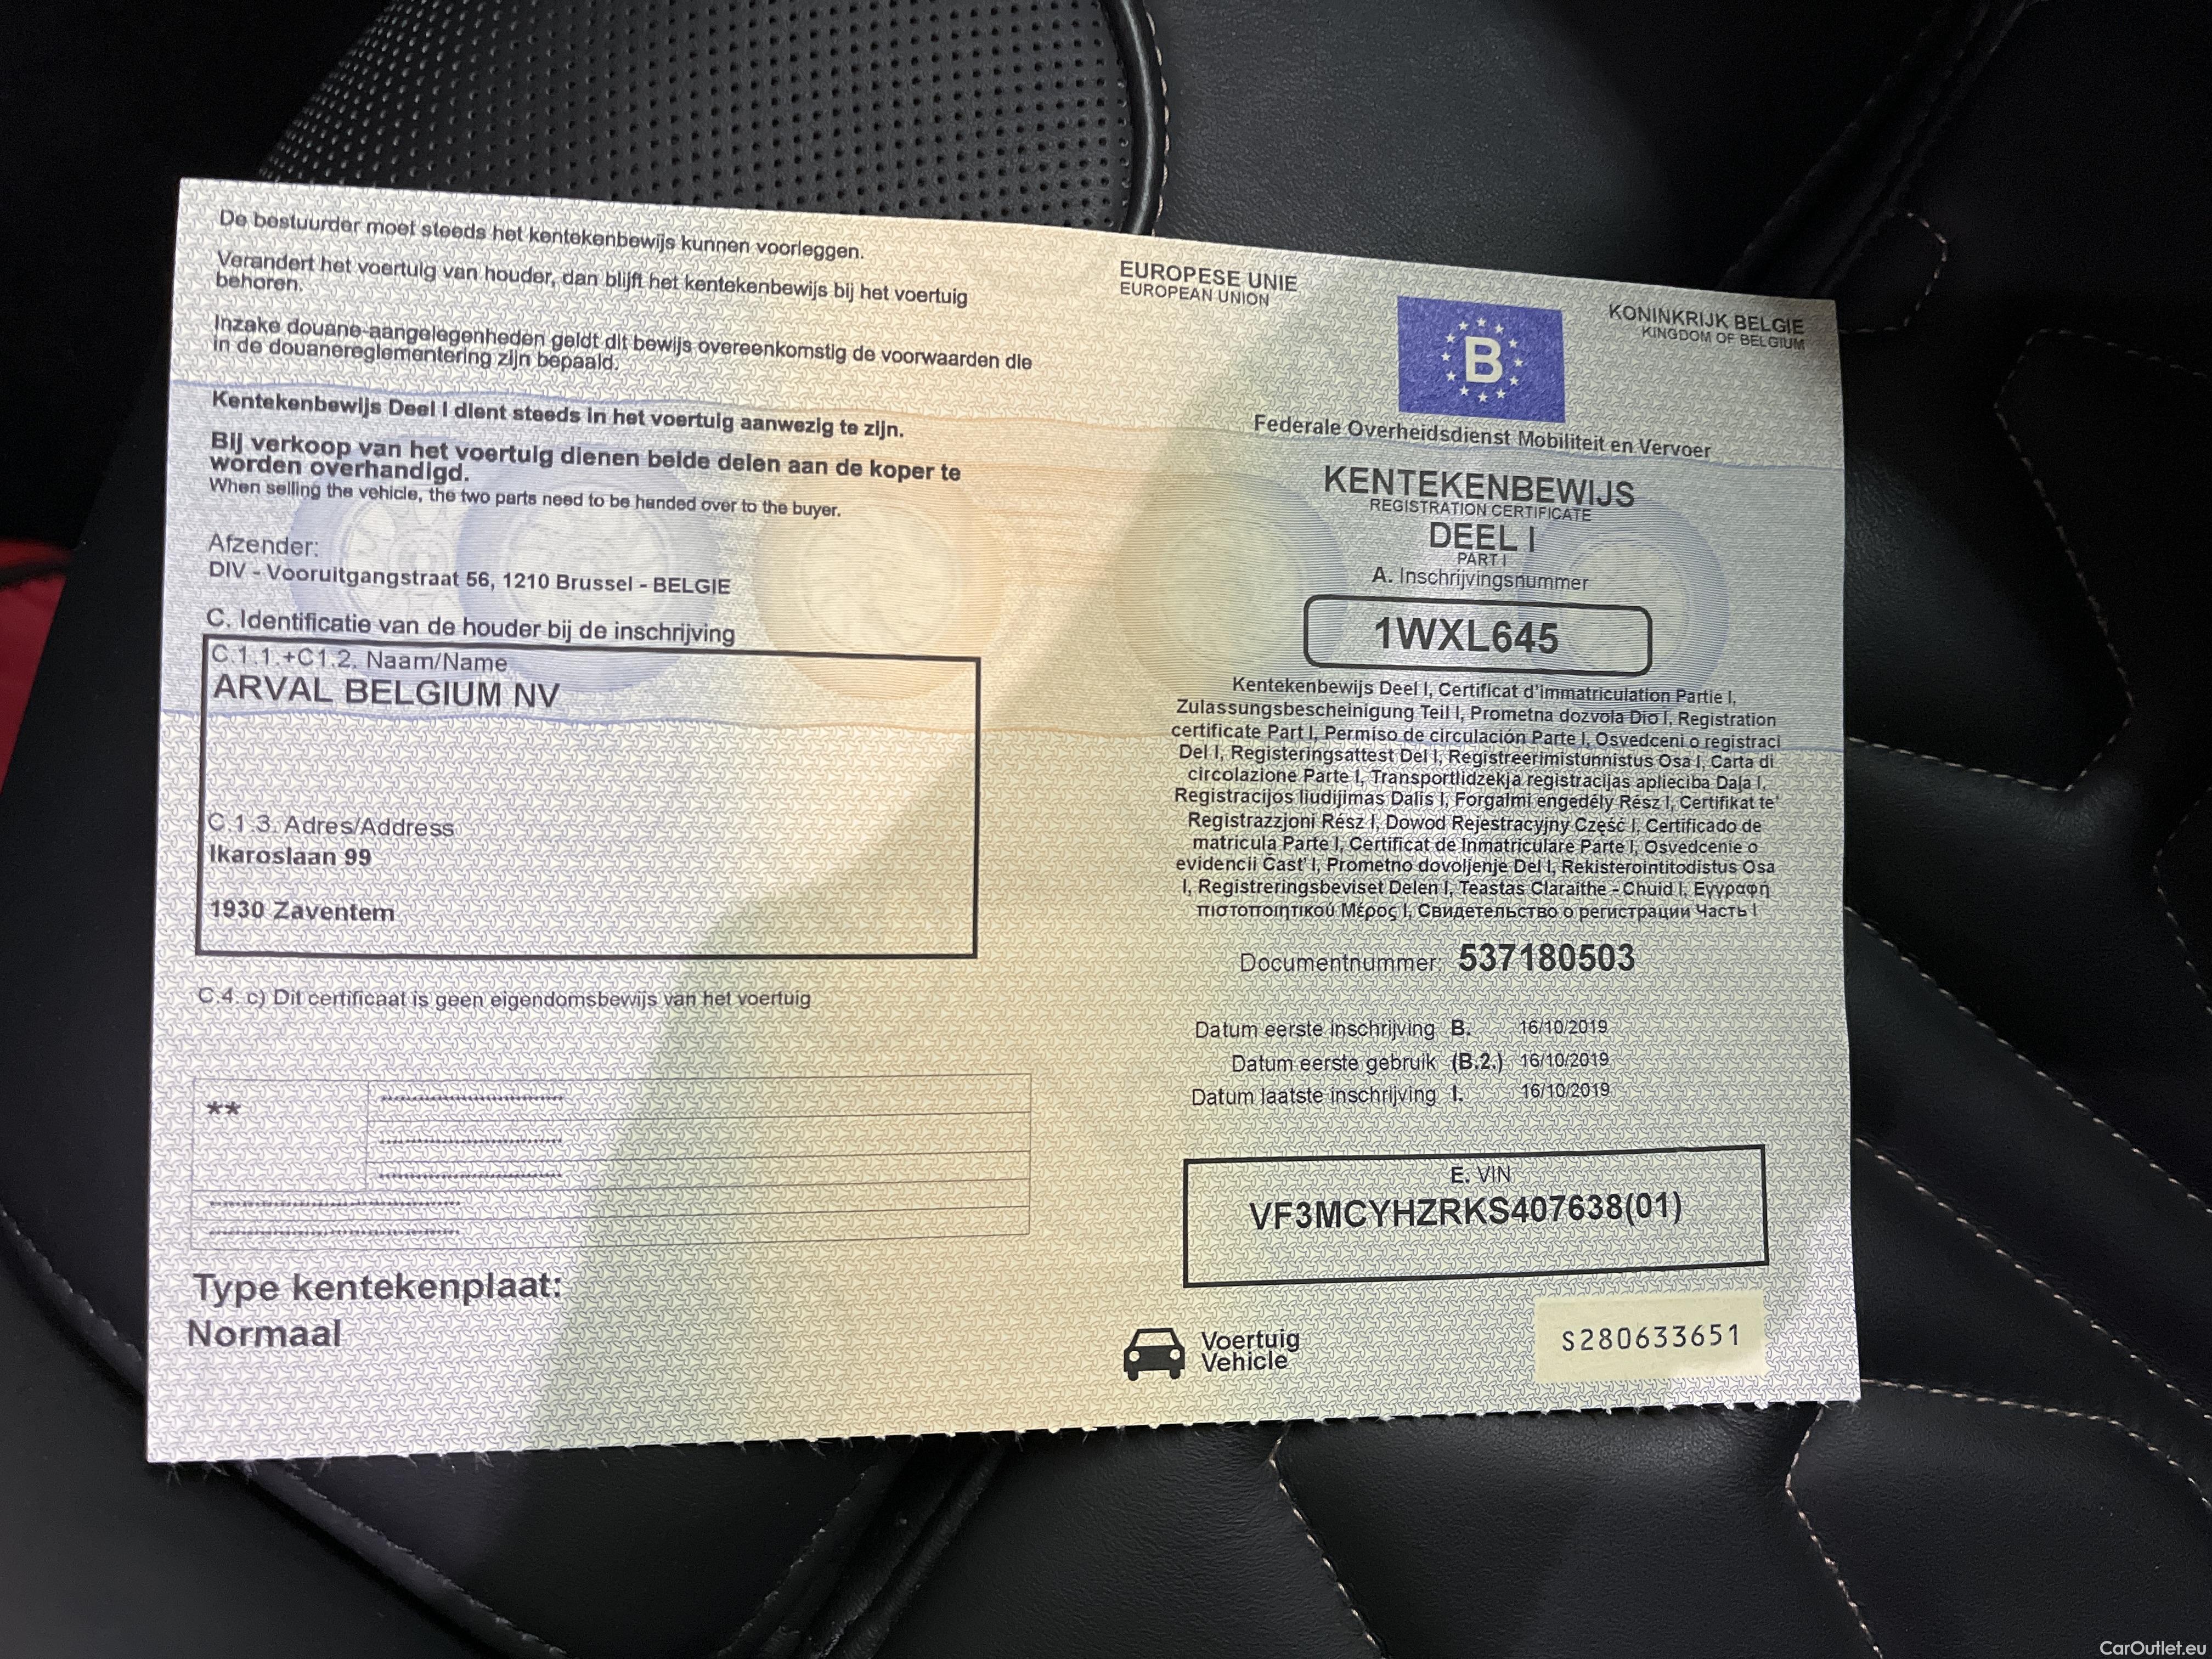 De bestuurder moet steeds het kentekenbewijs kunnen voorleggen.
Verandert het voertuig van houder, dan blijft het kentekenbewijs bij het voertuig
behoren.
Inzake douane-aangelegenheden geldt dit bewijs overeenkomstig de voorwaarden die
in de douanereglementering zijn bepaald.
Kentekenbewijs Deel I dient steeds in het voertuig aanwezig te zijn.
Bij verkoop van het voertuig dienen beide delen aan de koper te
worden overhandigd.
When selling the vehicle, the two parts need to be handed over to the buyer.
Afzender:
DIV - Vooruitgangstraat 56, 1210 Brussel - BELGIE
C. Identificatie van de houder bij de inschrijving
C.1.1.+C1.2. Naam/Name
ARVAL BELGIUM NV
C.1.3. Adres/Address
Ikaroslaan 99
1930 Zaventem
C.4. c) Dit certificaat is geen eigendomsbewijs van het voertuig
**
Type kentekenplaat:
Normaal
EUROPESE UNIE
EUROPEAN UNION
B
KONINKRIJK BELGIE
KINGDOM OF BELGIUM
Federale Overheidsdienst Mobiliteit en Vervoer
KENTEKENBEWIJS
REGISTRATION CERTIFICATE
DEEL I
PART I
A. Inschrijvingsnummer
1WXL645
Kentekenbewijs Deel I, Certificat d'immatriculation Partie I,
Zulassungsbescheinigung Teil I, Prometna dozvola Dio I, Registration
certificate Part I, Permiso de circulación Parte I, Osvedceni o registraci
Del I, Registeringsattest Del I, Registreerimistunnistus Osa I, Carta di
circolazione Parte I, Transportlidzekja registracijas aplieciba Daļa I,
Registracijos liudijimas Dalis I, Forgalmi engedély Rész I, Certifikat te'
Registrazzjoni Rész I, Dowod Rejestracyjny Część I, Certificado de
matricula Parte I, Certificat de Inmatriculare Parte I, Osvedcenie o
evidencii Časť I, Prometno dovoljenje Del I, Rekisterointitodistus Osa
I, Registreringsbeviset Delen I, Teastas Claraithe - Chuid I, Εγγραφή
πιστοποιητικού Μέρος I, Свидетельство о регистрации Часть I
Documentnummer: 537180503
Datum eerste inschrijving B. 16/10/2019
Datum eerste gebruik (B.2.) 16/10/2019
Datum laatste inschrijving I. 16/10/2019
E. VIN
VF3MCYHZRKS407638(01)
Voertuig
Vehicle
S280633651
CarOutlet.eu